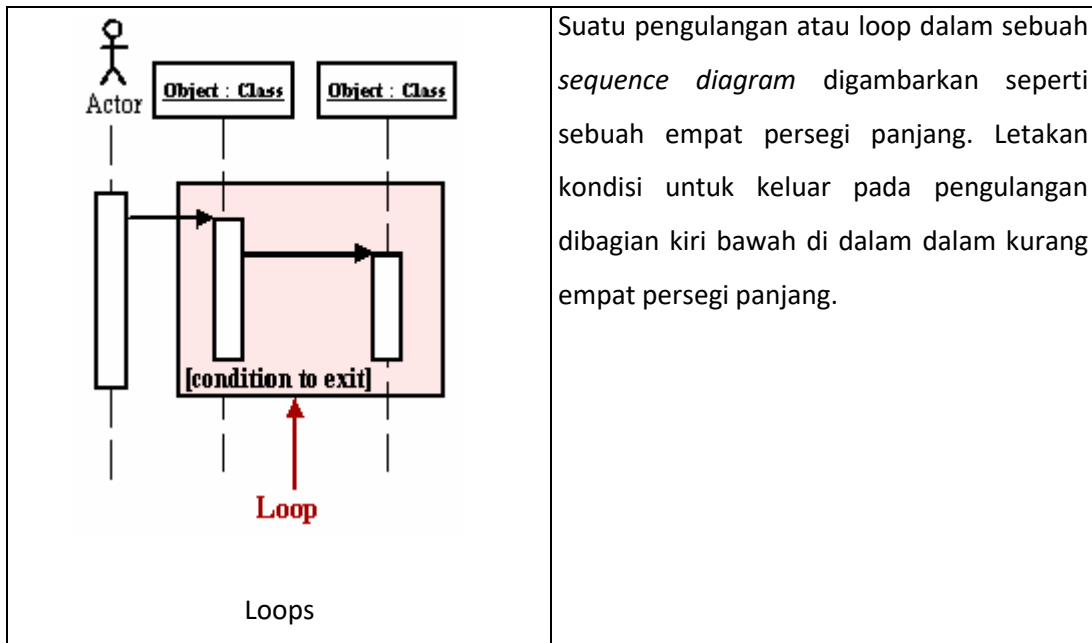 Actor
Object : Class
Object : Class
[condition to exit]
Loop
Loops
Suatu pengulangan atau loop dalam sebuah
sequence diagram digambarkan seperti
sebuah empat persegi panjang. Letakan
kondisi untuk keluar pada pengulangan
dibagian kiri bawah di dalam dalam kurang
empat persegi panjang.